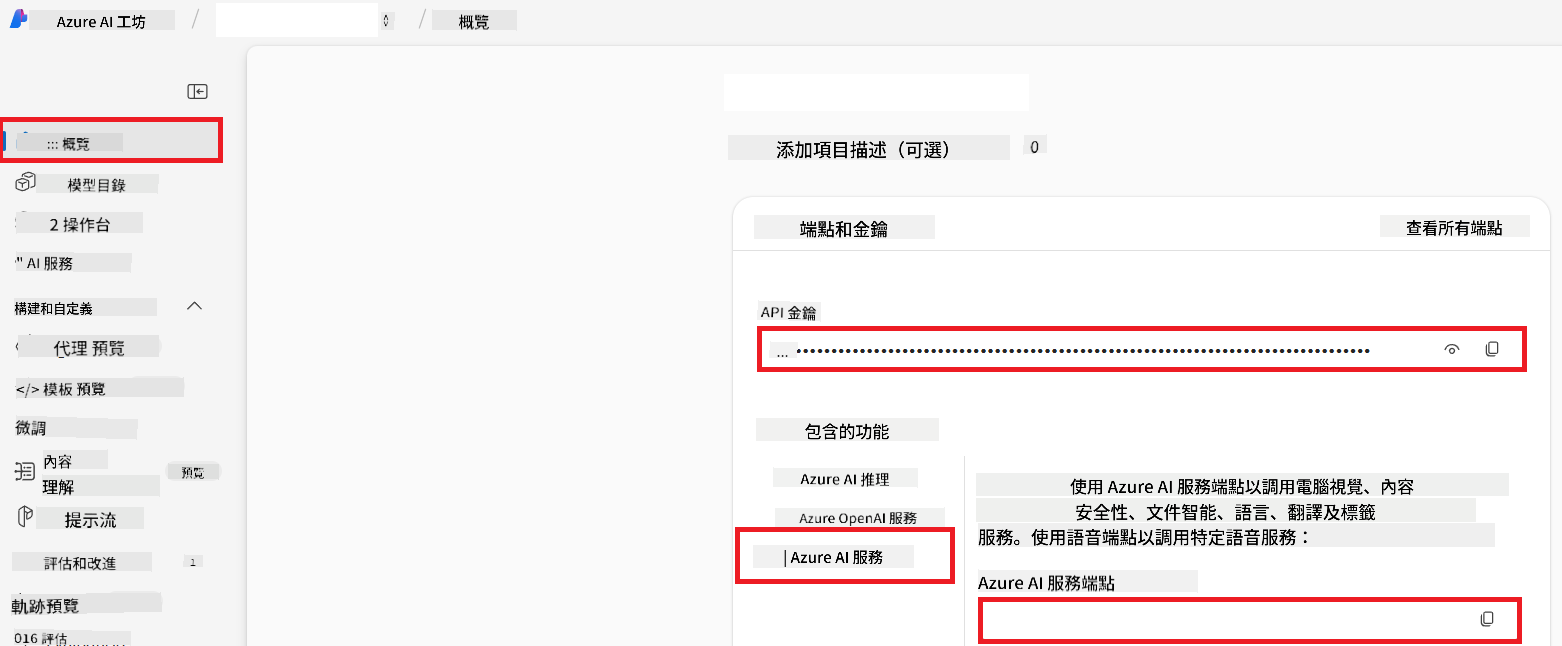 Azure AI 工坊 / / 概覽
::: 概覽
模型目錄
2 操作台
" AI 服務
構建和自定義
代理 預覽
</> 模板 預覽
微調
內容
理解
預覽
提示流
評估和改進 1
軌跡預覽
016 評估
添加項目描述（可選） 0
端點和金鑰
查看所有端點
API 金鑰
...
包含的功能
Azure AI 推理
Azure OpenAI 服務
| Azure AI 服務
使用 Azure AI 服務端點以調用電腦視覺、內容
安全性、文件智能、語言、翻譯及標籤
服務。使用語音端點以調用特定語音服務：
Azure AI 服務端點